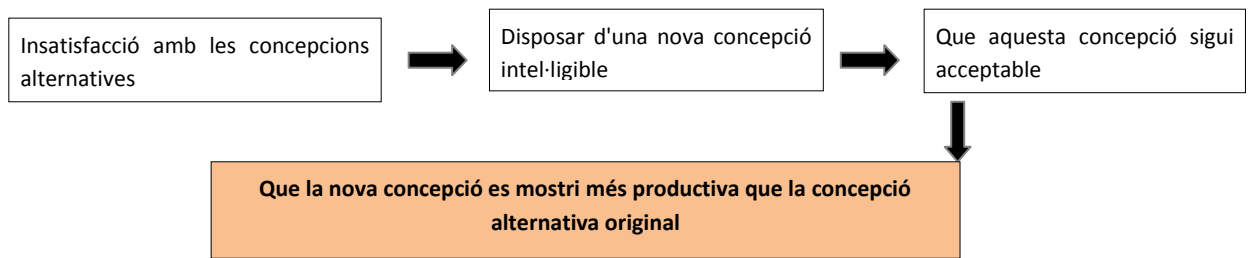 Insatisfacció amb les concepcions
alternatives
Disposar d'una nova concepció
intel·ligible
Que aquesta concepció sigui
acceptable
Que la nova concepció es mostri més productiva que la concepció
alternativa original